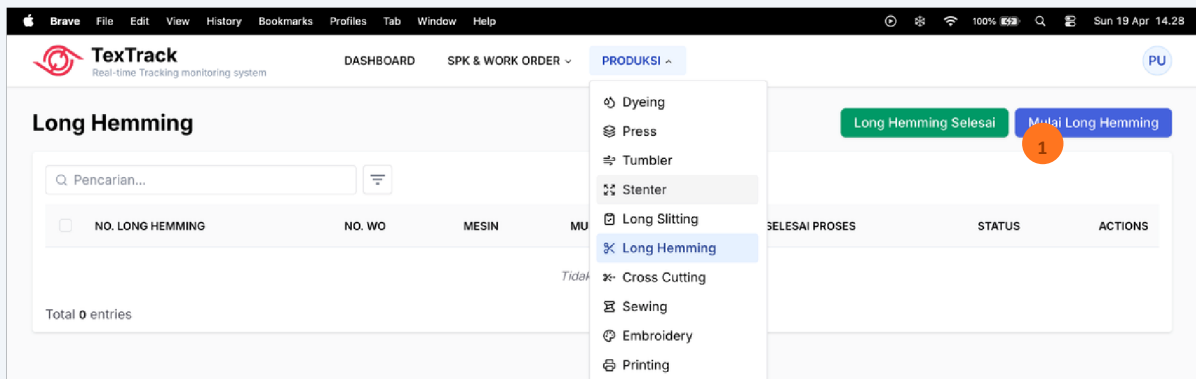 Brave File Edit View History Bookmarks Profiles Tab Window Help 100% Sun 19 Apr 14.28
TexTrack
Real-time Tracking monitoring system
DASHBOARD SPK & WORK ORDER PRODUKSI PU
Dyeing
Long Hemming Long Hemming Selesai Mulai Long Hemming
1
Press
Tumbler
Pencarian...
Stenter
Long Slitting
NO. LONG HEMMING NO. WO MESIN MU SELESAI PROSES STATUS ACTIONS
Long Hemming
Tidak
Cross Cutting
Sewing
Total 0 entries
Embroidery
Printing